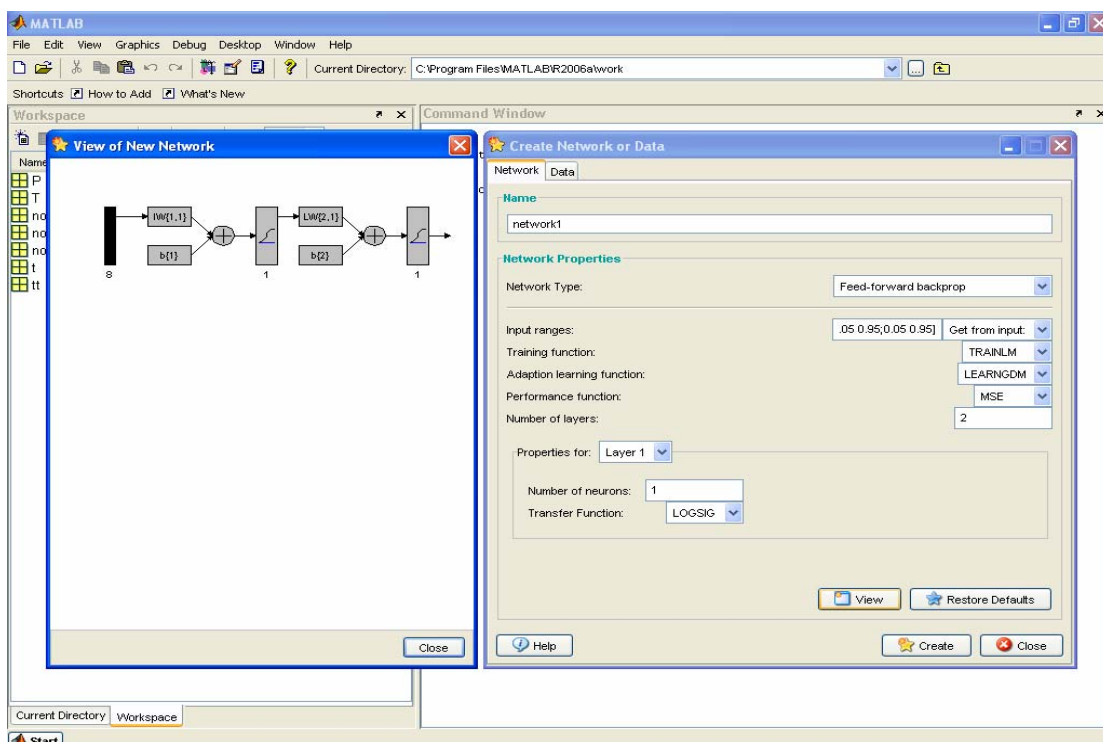 MATLAB
File Edit View Graphics Debug Desktop Window Help
Current Directory: C:\Program Files\MATLAB\R2006a\work
Shortcuts How to Add What's New
Workspace
Name
P
T
no
no
no
t
tt
View of New Network
IW{1,1}
b{1}
LW{2,1}
b{2}
8
1
1
Close
Command Window
Create Network or Data
Network Data
Name
network1
Network Properties
Network Type: Feed-forward backprop
Input ranges: .05 0.95;0.05 0.95] Get from input:
Training function: TRAINLM
Adaption learning function: LEARNGDM
Performance function: MSE
Number of layers: 2
Properties for: Layer 1
Number of neurons: 1
Transfer Function: LOGSIG
View Restore Defaults
Help Create Close
Current Directory Workspace
Start